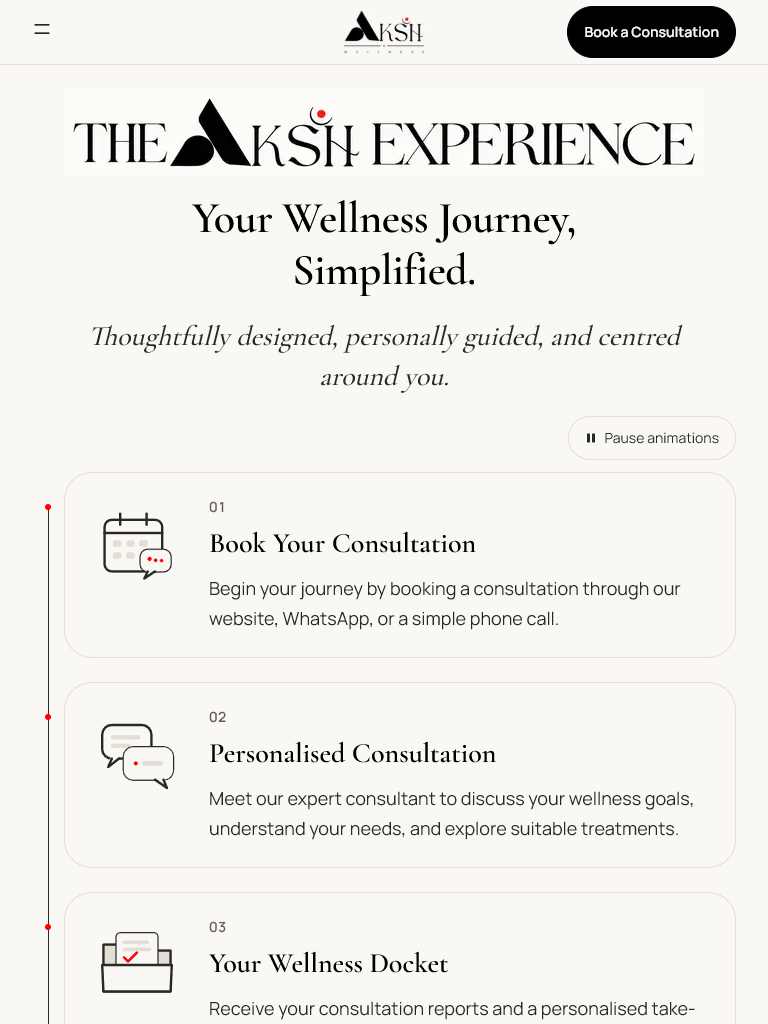 AKSH
WELLNESS
Book a Consultation
THE AKSH EXPERIENCE
Your Wellness Journey,
Simplified.
Thoughtfully designed, personally guided, and centred
around you.
Pause animations
01
Book Your Consultation
Begin your journey by booking a consultation through our
website, WhatsApp, or a simple phone call.
02
Personalised Consultation
Meet our expert consultant to discuss your wellness goals,
understand your needs, and explore suitable treatments.
03
Your Wellness Docket
Receive your consultation reports and a personalised take-